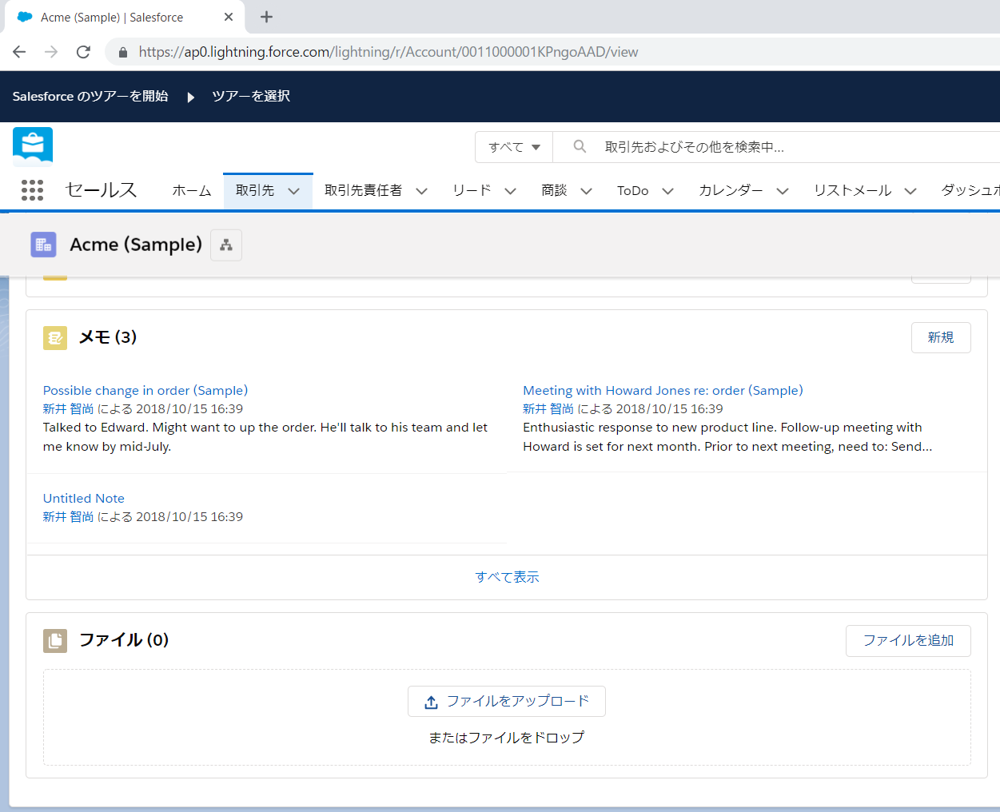 Acme (Sample) | Salesforce
https://ap0.lightning.force.com/lightning/r/Account/0011000001KPngoAAD/view
Salesforce のツアーを開始 ツアーを選択
すべて 取引先およびその他を検索中...
セールス ホーム 取引先 取引先責任者 リード 商談 ToDo カレンダー リストメール ダッシュボ
Acme (Sample)
メモ (3) 新規
Possible change in order (Sample)
新井 智尚 による 2018/10/15 16:39
Talked to Edward. Might want to up the order. He'll talk to his team and let
me know by mid-July.
Meeting with Howard Jones re: order (Sample)
新井 智尚 による 2018/10/15 16:39
Enthusiastic response to new product line. Follow-up meeting with
Howard is set for next month. Prior to next meeting, need to: Send...
Untitled Note
新井 智尚 による 2018/10/15 16:39
すべて表示
ファイル (0) ファイルを追加
ファイルをアップロード
またはファイルをドロップ